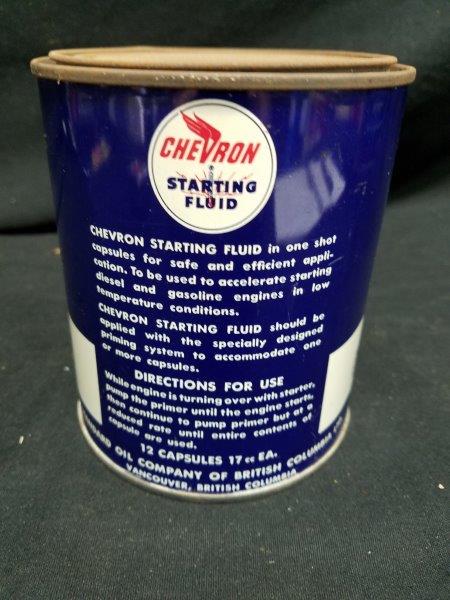 CHEVRON
STARTING
FLUID
CHEVRON STARTING FLUID in one shot
capsules for safe and efficient appli-
cation. To be used to accelerate starting
diesel and gasoline engines in low
temperature conditions.
CHEVRON STARTING FLUID should be
applied with the specially designed
priming system to accommodate one
or more capsules.
DIRECTIONS FOR USE
While engine is turning over with starter,
pump the primer until the engine starts,
then continue to pump primer but at a
reduced rate until entire contents of
capsule are used.
12 CAPSULES 17cc EA.
OIL COMPANY OF BRITISH COLUMBIA
VANCOUVER, BRITISH COLUMBIA